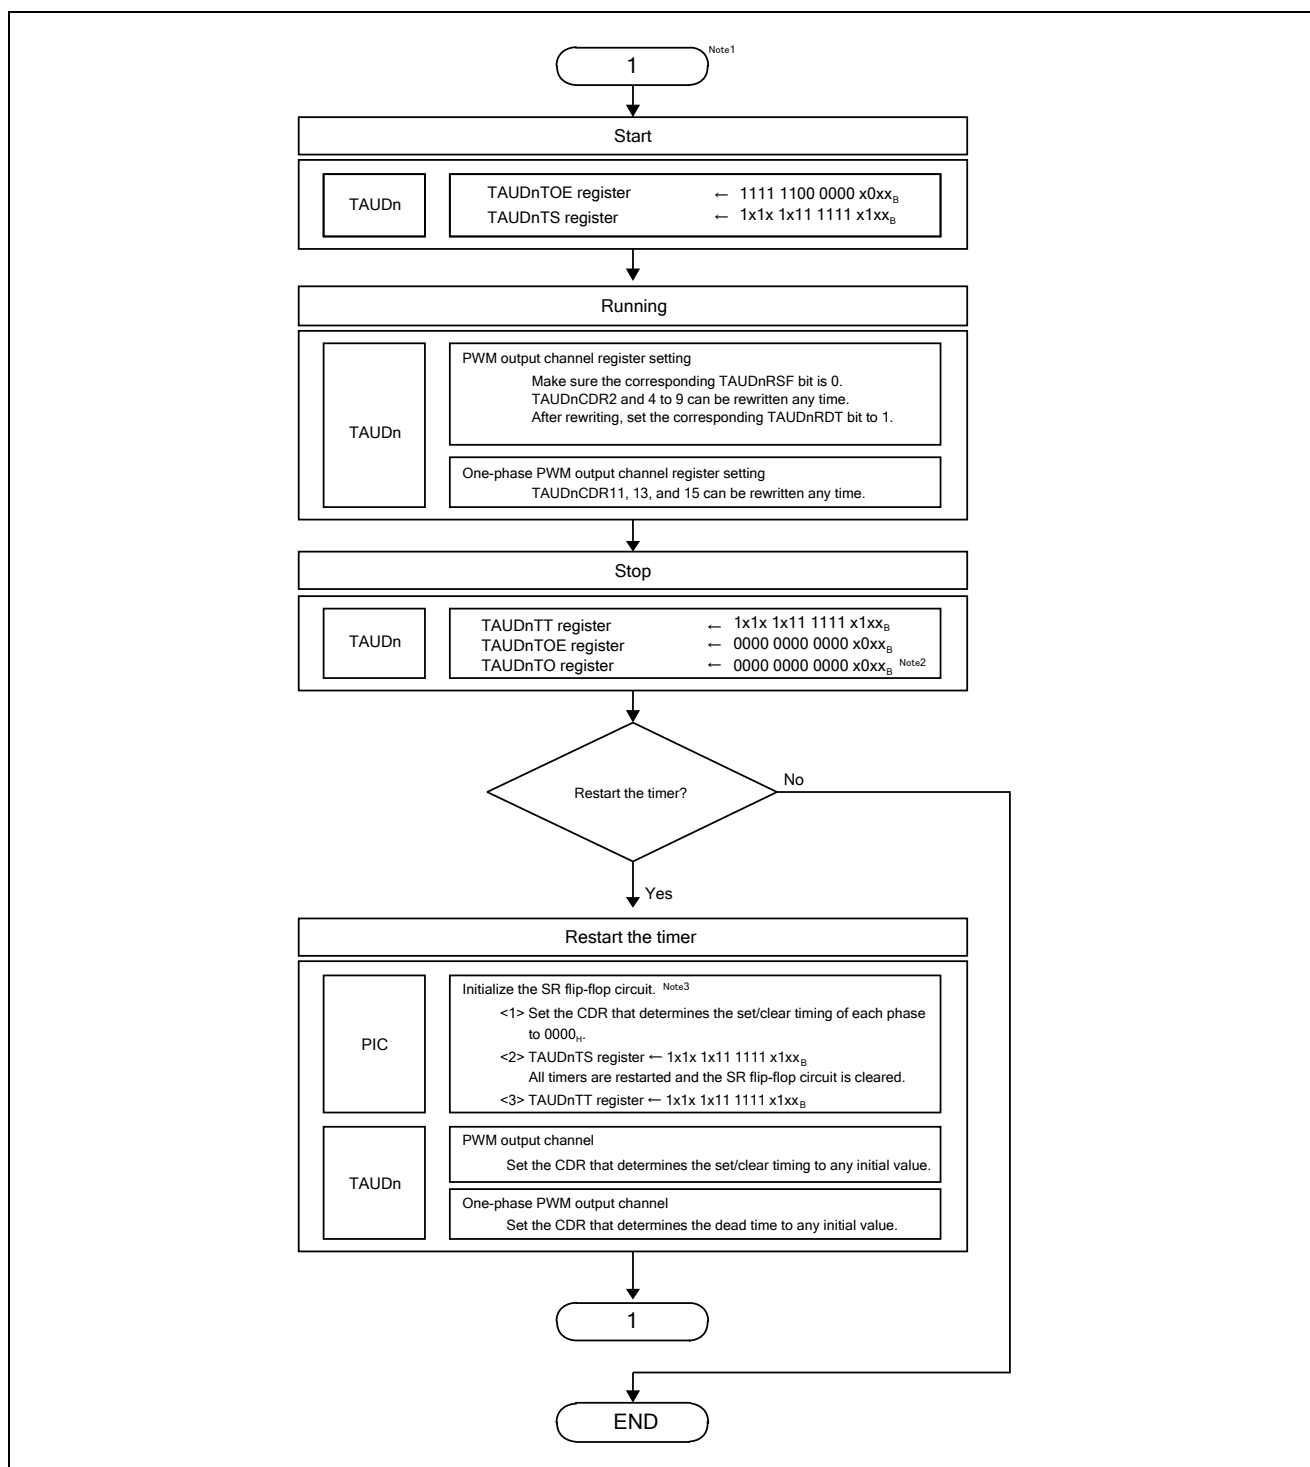 1 Note1
Start
TAUDn
TAUDnTOE register ← 1111 1100 0000 x0xxB
TAUDnTS register ← 1x1x 1x11 1111 x1xxB
Running
TAUDn
PWM output channel register setting
Make sure the corresponding TAUDnRSF bit is 0.
TAUDnCDR2 and 4 to 9 can be rewritten any time.
After rewriting, set the corresponding TAUDnRDT bit to 1.
One-phase PWM output channel register setting
TAUDnCDR11, 13, and 15 can be rewritten any time.
Stop
TAUDn
TAUDnTT register ← 1x1x 1x11 1111 x1xxB
TAUDnTOE register ← 0000 0000 0000 x0xxB
TAUDnTO register ← 0000 0000 0000 x0xxB Note2
Restart the timer?
No
Yes
Restart the timer
PIC
Initialize the SR flip-flop circuit. Note3
<1> Set the CDR that determines the set/clear timing of each phase
to 0000H.
<2> TAUDnTS register ← 1x1x 1x11 1111 x1xxB
All timers are restarted and the SR flip-flop circuit is cleared.
<3> TAUDnTT register ← 1x1x 1x11 1111 x1xxB
TAUDn
PWM output channel
Set the CDR that determines the set/clear timing to any initial value.
One-phase PWM output channel
Set the CDR that determines the dead time to any initial value.
1
END